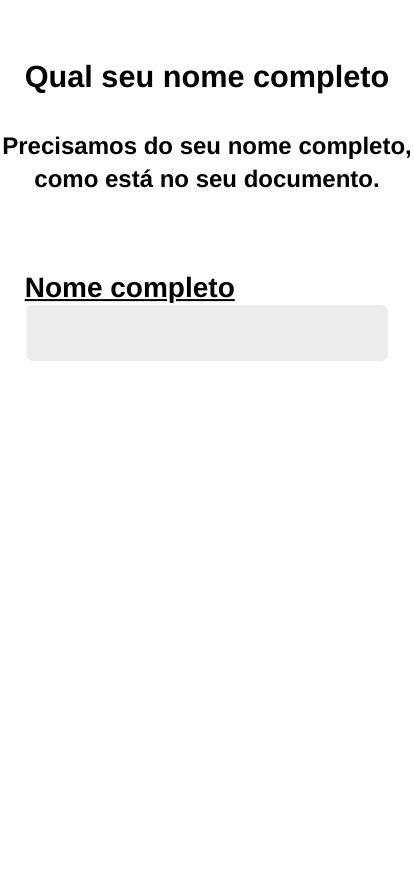 Qual seu nome completo
Precisamos do seu nome completo,
como está no seu documento.
Nome completo